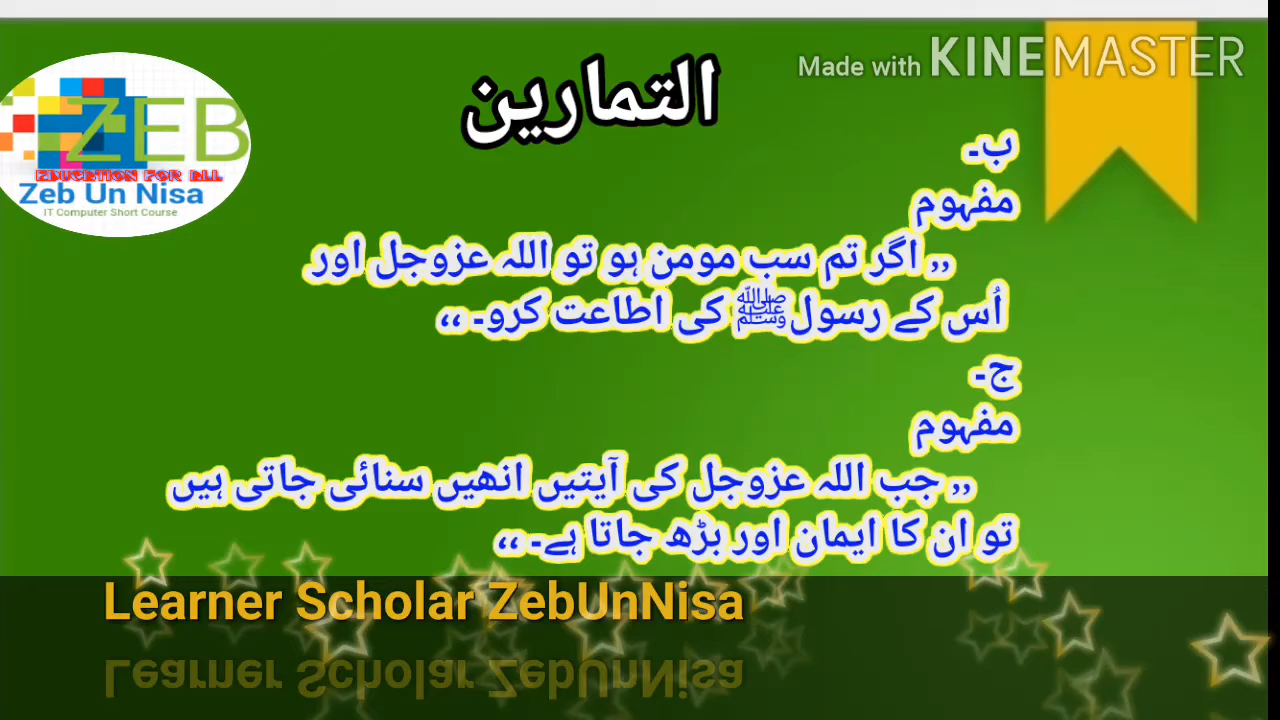 Made with KINEMASTER
التمارین
ZEB
EDUCATION FOR ALL
Zeb Un Nisa
IT Computer Short Course
ب۔
مفہوم
,, اگر تم سب مومن ہو تو اللہ عزوجل اور
اُس کے رسولﷺ کی اطاعت کرو۔ ،،
ج۔
مفہوم
,, جب اللہ عزوجل کی آیتیں انھیں سنائی جاتی ہیں
تو ان کا ایمان اور بڑھ جاتا ہے۔ ،،
Learner Scholar ZebUnNisa